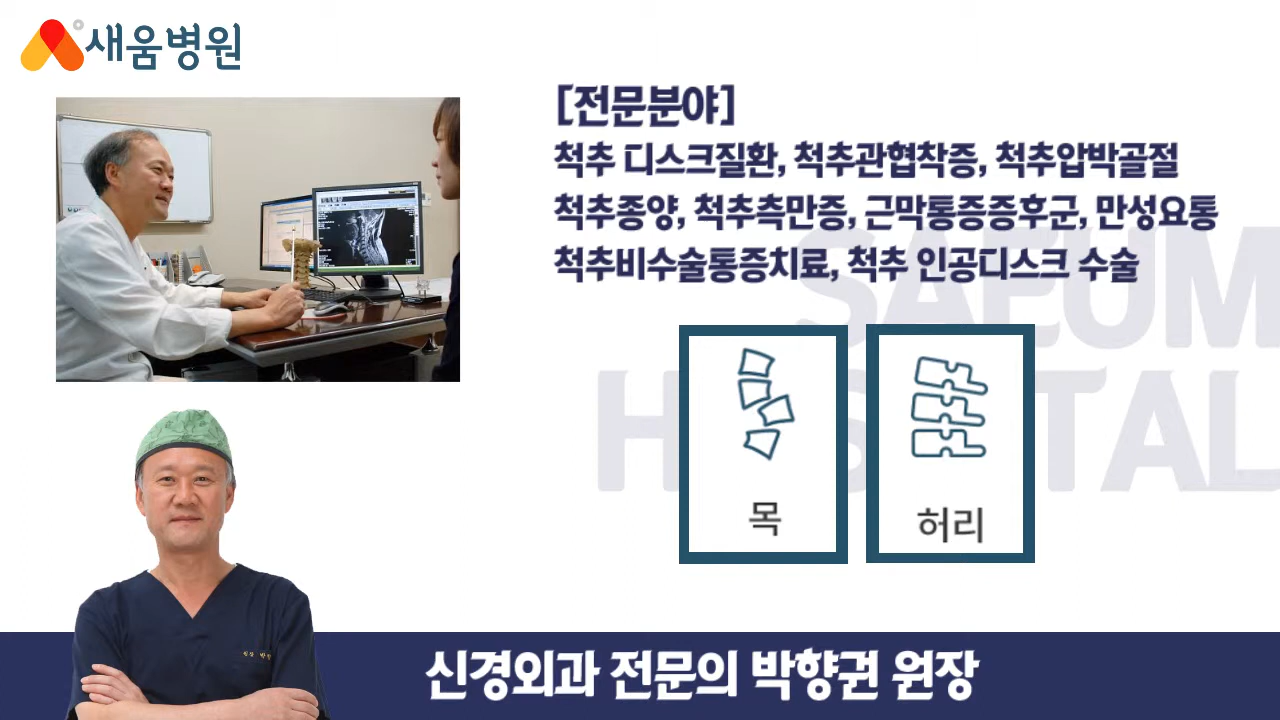 새움병원
[전문분야]
척추 디스크질환, 척추관협착증, 척추압박골절
척추종양, 척추측만증, 근막통증증후군, 만성요통
척추비수술통증치료, 척추 인공디스크 수술
SAEUM
HOSPITAL
목
허리
신경외과 전문의 박향권 원장